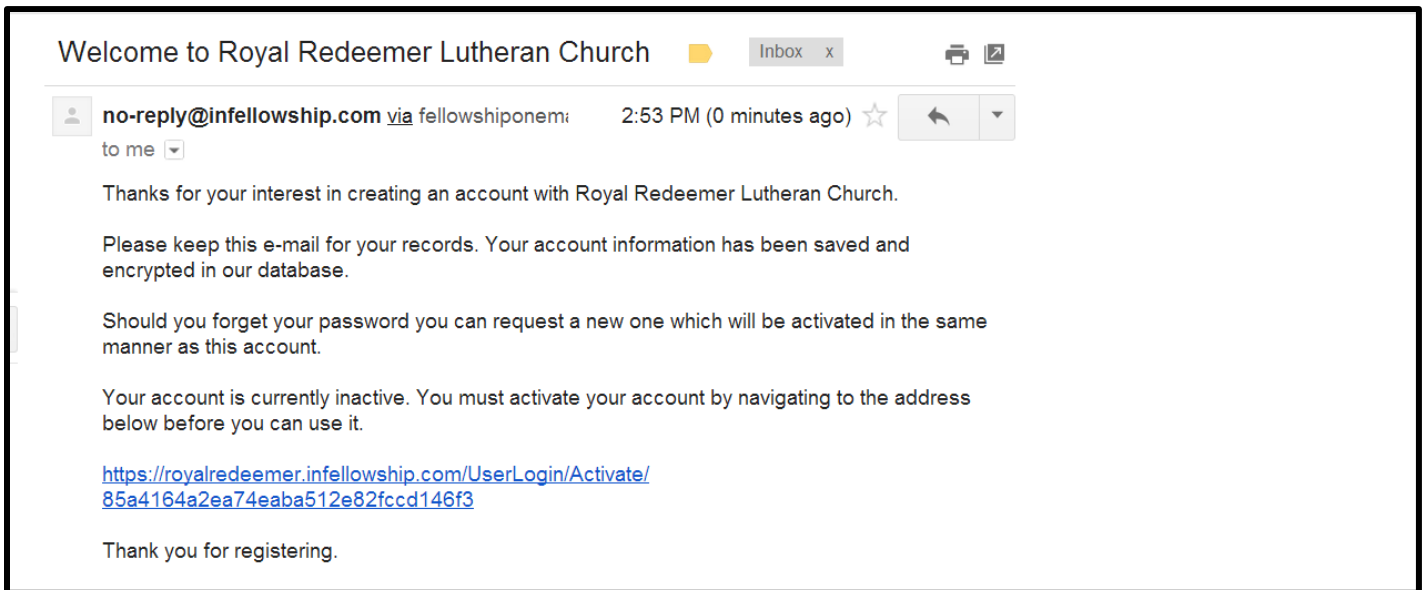 Welcome to Royal Redeemer Lutheran Church Inbox x
no-reply@infellowship.com via fellowshiponema 2:53 PM (0 minutes ago)
to me
Thanks for your interest in creating an account with Royal Redeemer Lutheran Church.
Please keep this e-mail for your records. Your account information has been saved and
encrypted in our database.
Should you forget your password you can request a new one which will be activated in the same
manner as this account.
Your account is currently inactive. You must activate your account by navigating to the address
below before you can use it.
https://royalredeemer.infellowship.com/UserLogin/Activate/
85a4164a2ea74eaba512e82fccd146f3
Thank you for registering.